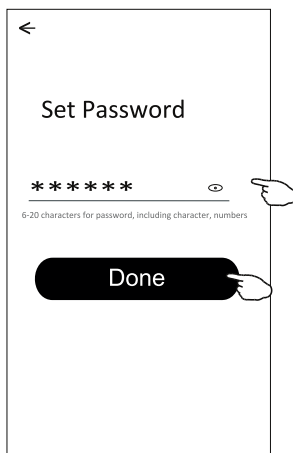 Set Password
******
6-20 characters for password, including character, numbers
Done